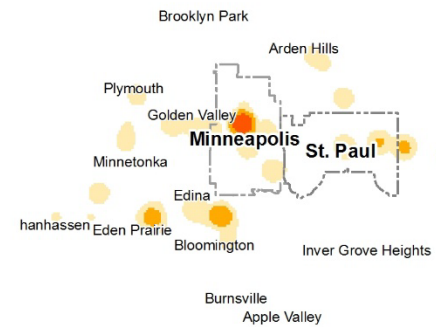 Brooklyn Park
Arden Hills
Plymouth
Golden Valley
Minneapolis
St. Paul
Minnetonka
Edina
hanhassen
Eden Prairie
Bloomington
Inver Grove Heights
Burnsville
Apple Valley